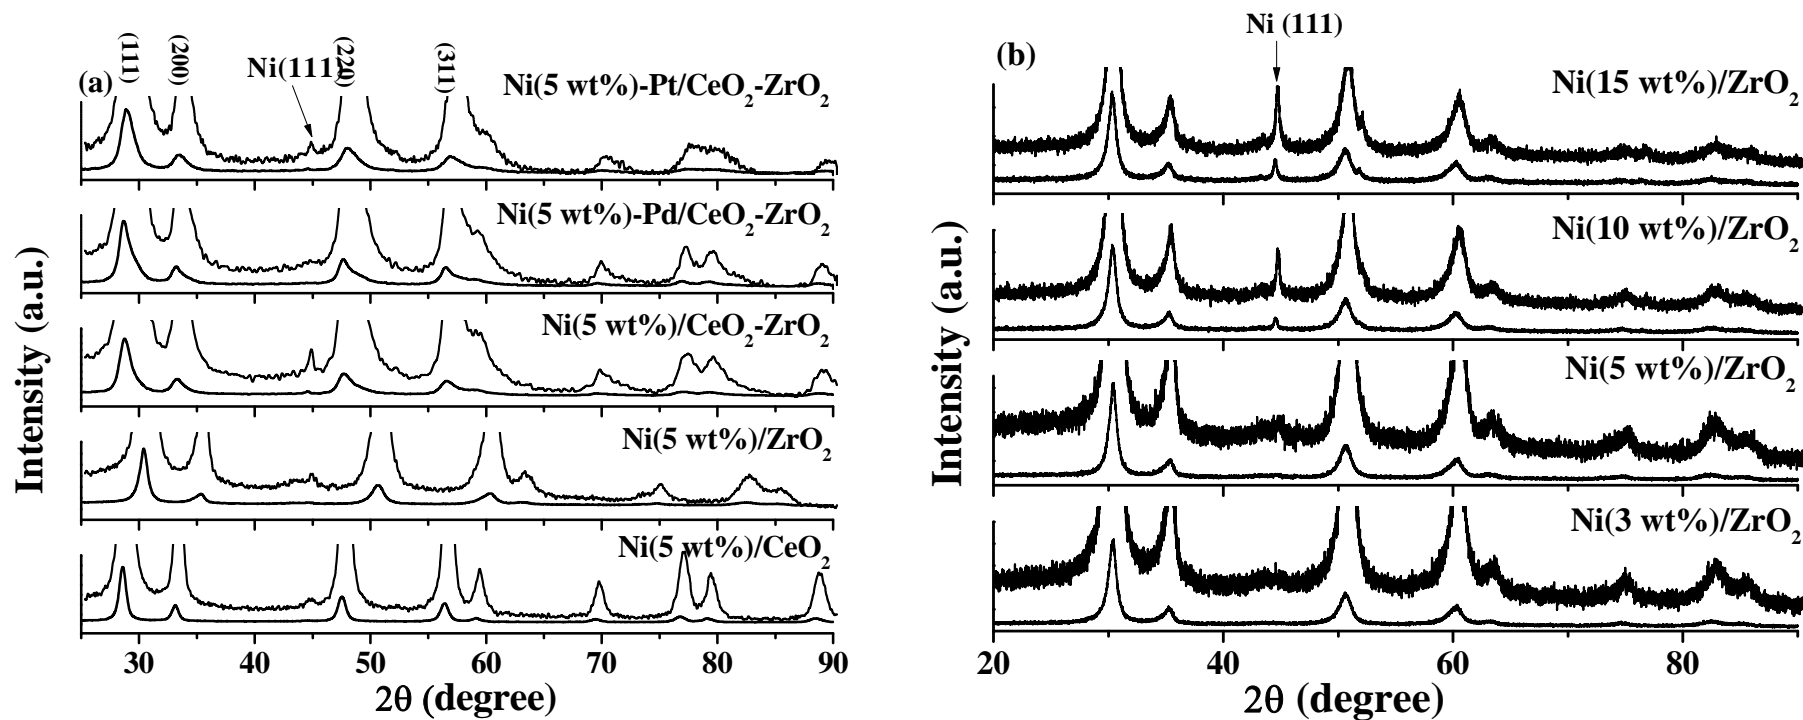 (111)
(200)
Ni(111)
(220)
(311)
(a)
Ni(5 wt%)-Pt/CeO₂-ZrO₂
Ni(5 wt%)-Pd/CeO₂-ZrO₂
Ni(5 wt%)/CeO₂-ZrO₂
Ni(5 wt%)/ZrO₂
Ni(5 wt%)/CeO₂
Intensity (a.u.)
30 40 50 60 70 80 90
2θ (degree)
Ni (111)
(b)
Ni(15 wt%)/ZrO₂
Ni(10 wt%)/ZrO₂
Ni(5 wt%)/ZrO₂
Ni(3 wt%)/ZrO₂
Intensity (a.u.)
20 40 60 80
2θ (degree)